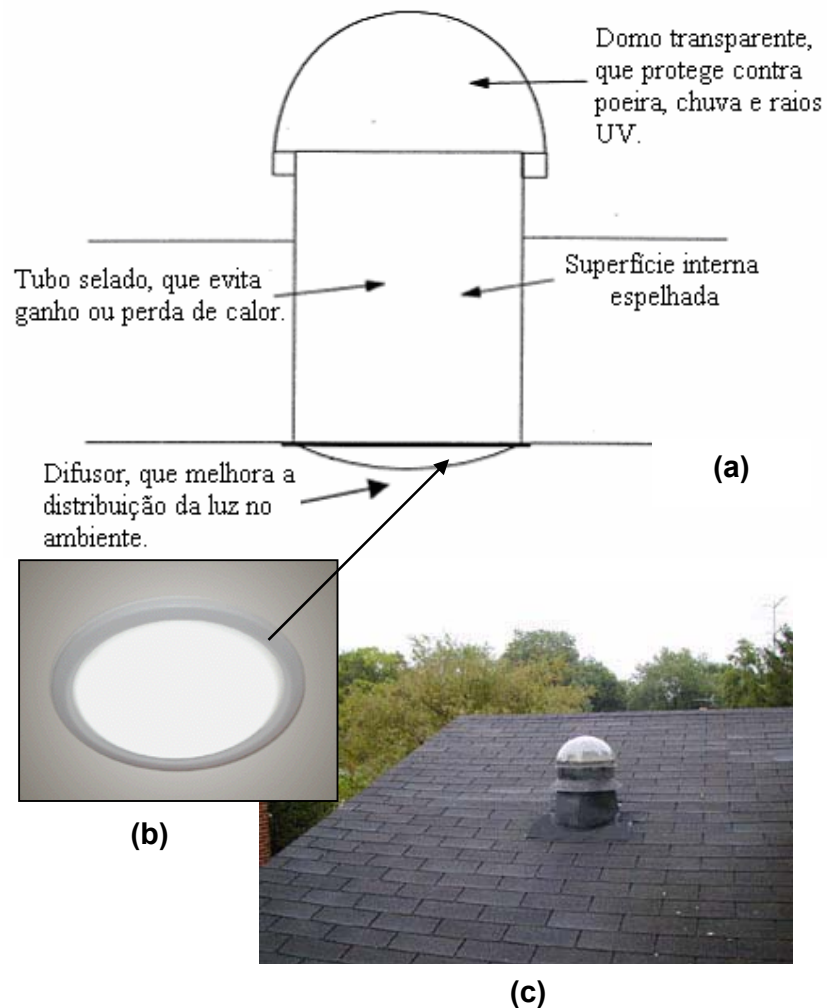 Domo transparente,
que protege contra
poeira, chuva e raios
UV.
Tubo selado, que evita
ganho ou perda de calor.
Superfície interna
espelhada
Difusor, que melhora a
distribuição da luz no
ambiente.
(a)
(b)
(c)